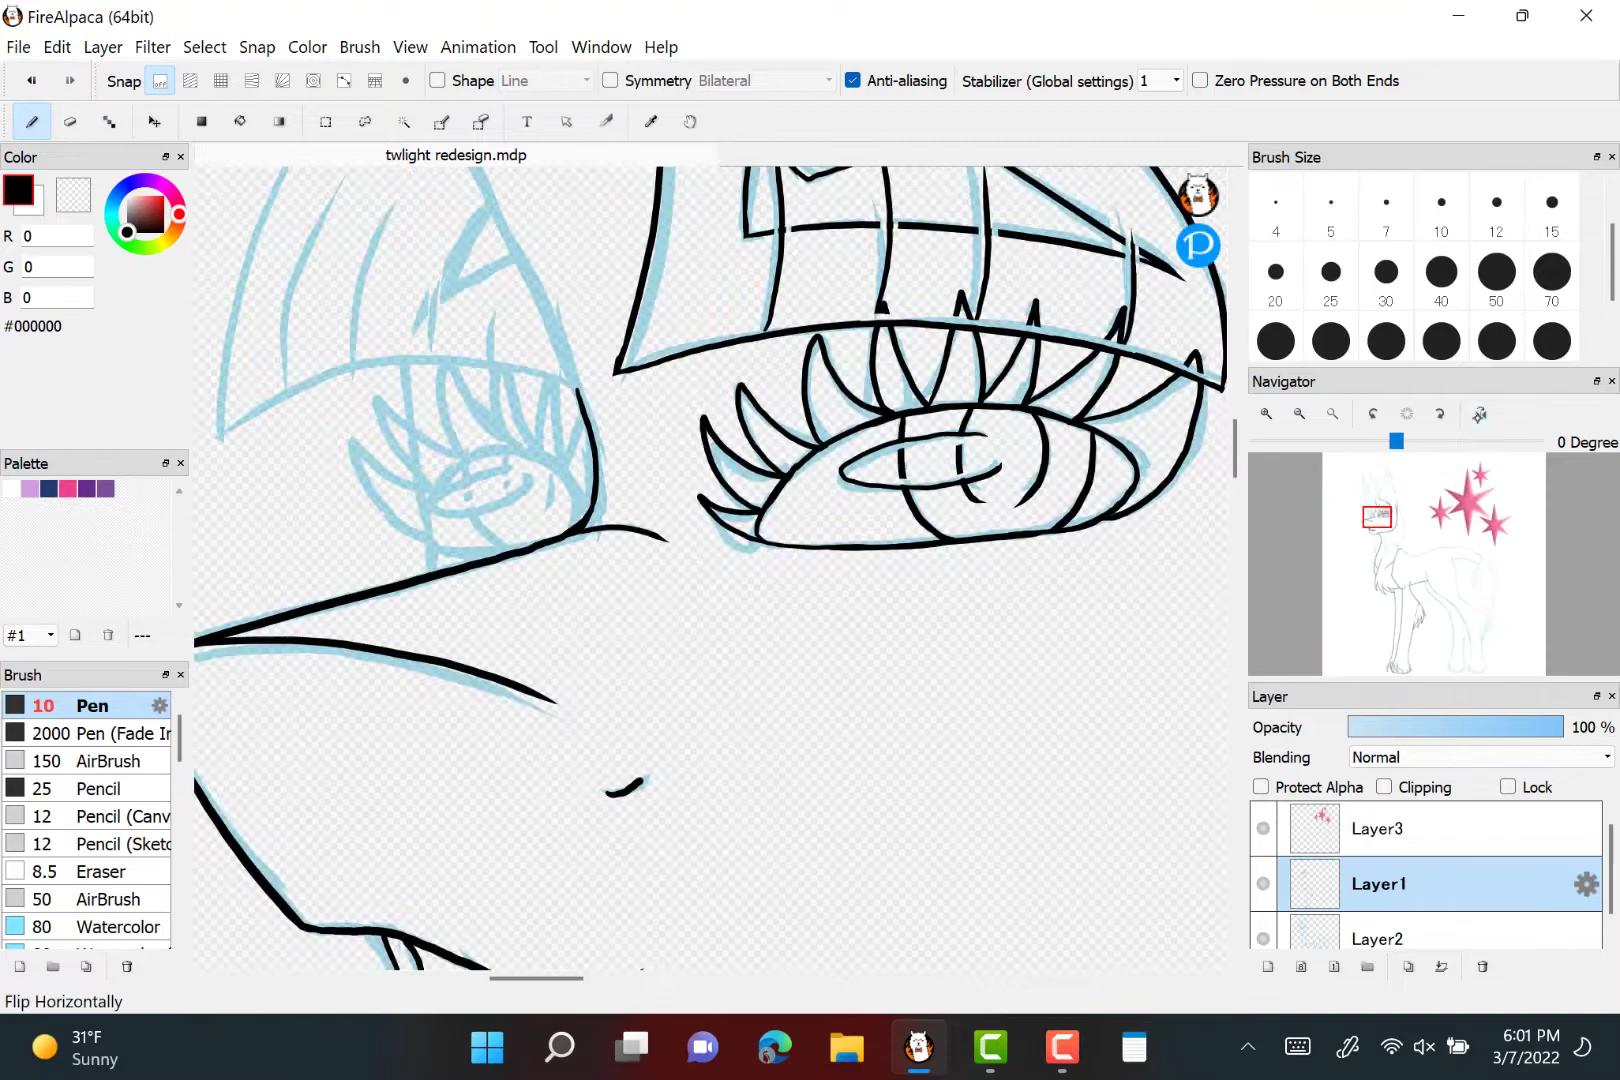 FireAlpaca (64bit)
File Edit Layer Filter Select Snap Color Brush View Animation Tool Window Help
Snap off Shape Line Symmetry Bilateral Anti-aliasing Stabilizer (Global settings) 1 Zero Pressure on Both Ends
T
Color
twlight redesign.mdp
Brush Size
R 0
G 0
B 0
#000000
4 5 7 10 12 15
20 25 30 40 50 70
Navigator
0 Degree
Palette
#1 ---
Brush
10 Pen
2000 Pen (Fade Ir
150 AirBrush
25 Pencil
12 Pencil (Canv
12 Pencil (Sketc
8.5 Eraser
50 AirBrush
80 Watercolor
P
Layer
Opacity 100 %
Blending Normal
Protect Alpha Clipping Lock
Layer3
Layer1
Layer2
8 1
Flip Horizontally
31°F
Sunny
6:01 PM
3/7/2022